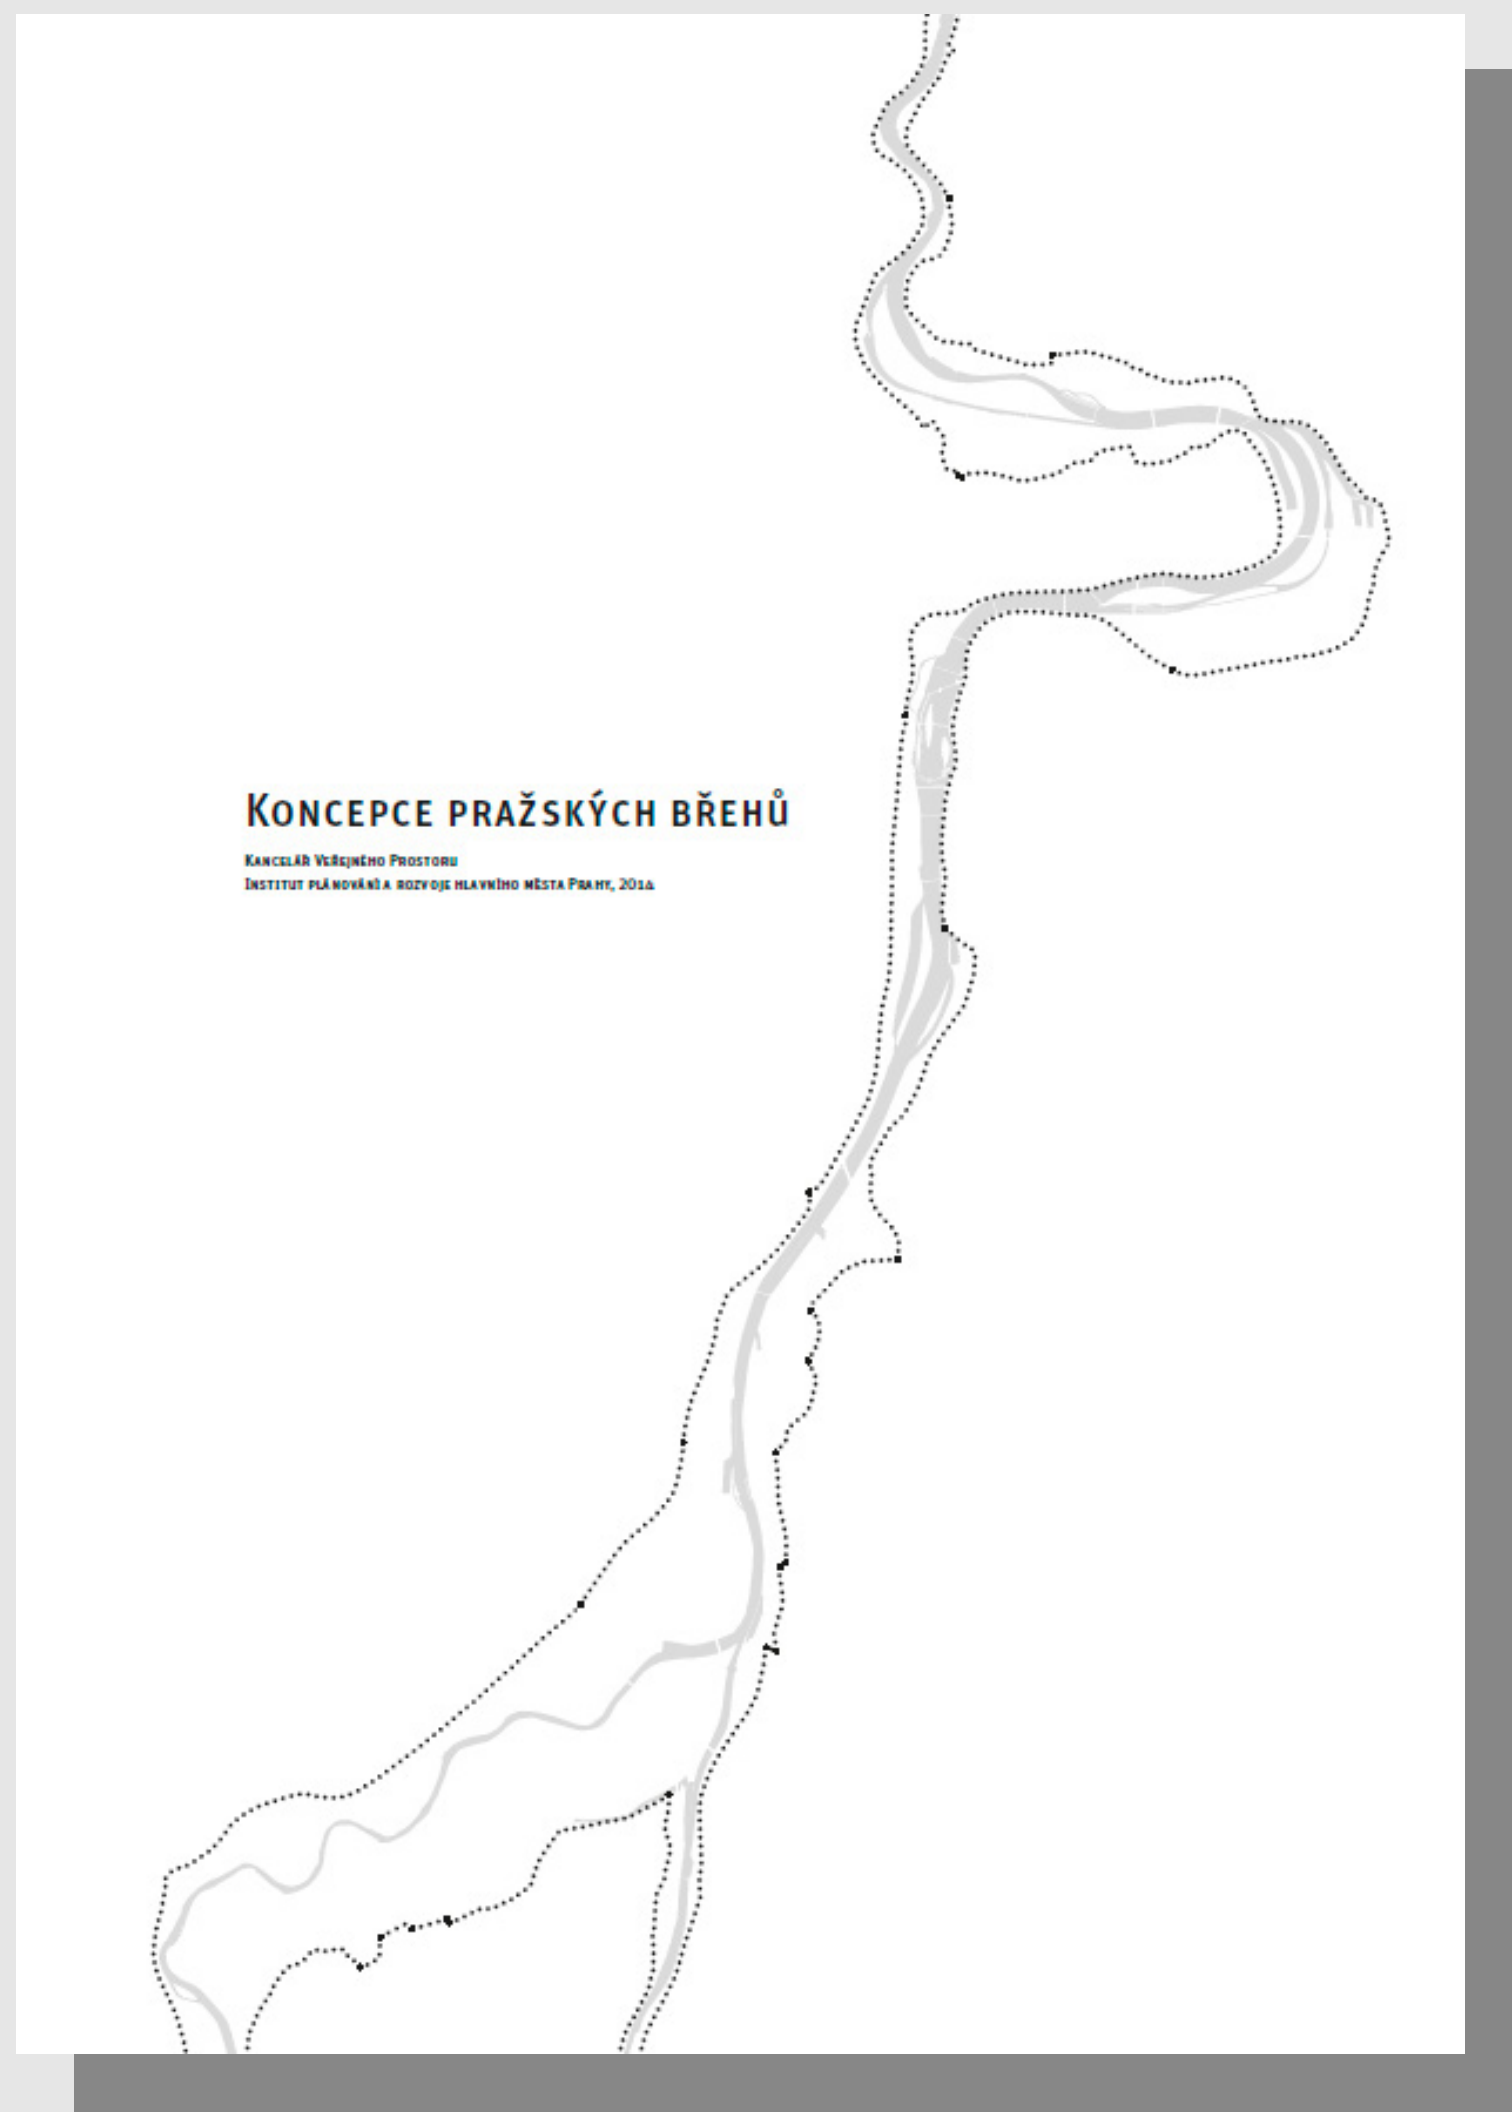 Koncepce pražských břehů
Kancelář Veřejného Prostoru
Institut plánování a rozvoje hlavního města Prahy, 2014